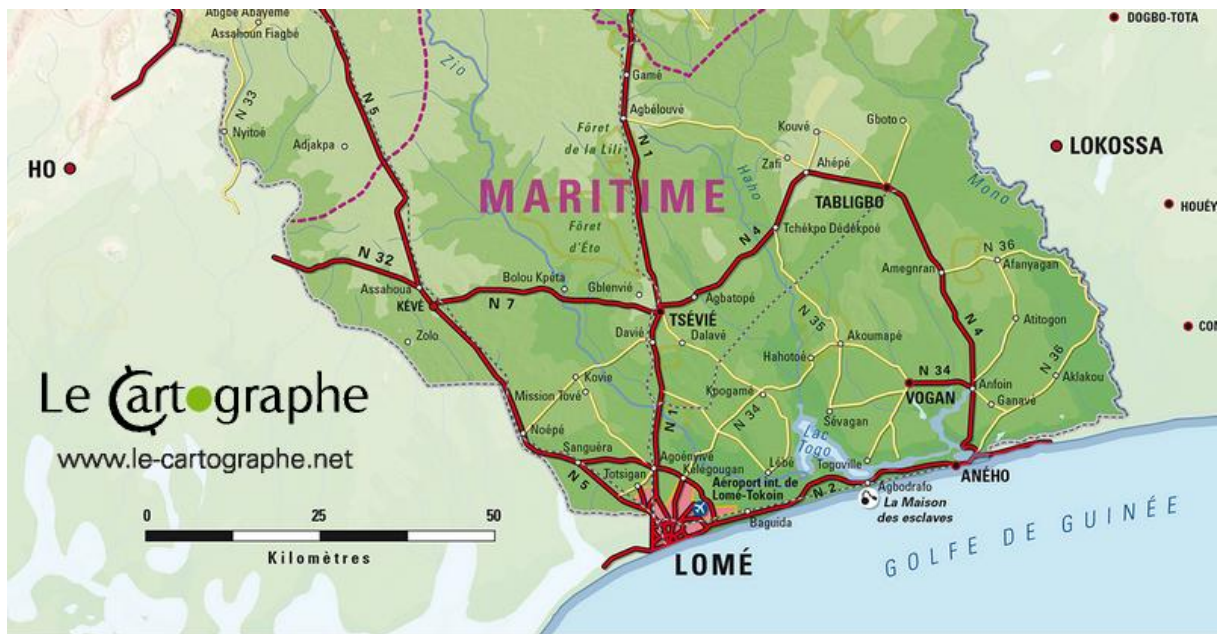 Atigbé Abayémé
Assahoun Fiagbé
DOGBO-TOTA
Zio
Gamé
N 5
N 33
Agbélouvé
Kouvé
Gboto
Nyitoé
Adjakpa
Fôret
de la Lili
N 1
Zafi
Ahépé
LOKOSSA
HO
MARITIME
Haho
TABLIGBO
Mono
HOUÉY
Fôret
d'Éto
N 4
Tchékpo Dédékpoé
N 36
Afanyagan
N 32
Amegnran
Assahoua
Bolou Kpéta
Gblenvié
Agbatopé
KÉVÉ
N 7
TSÉVIÉ
N 4
Atitogon
CON
Zolo
Davié
Dalavé
N 35
Akoumapé
Hahotoé
N 36
Le Cartographe
Kovie
Mission Tové
Kpogamé
N 34
VOGAN
Anfoin
Aklakou
Ganavé
N 1
N 34
Sévagan
Noépé
www.le-cartographe.net
Sanguéra
Agoényivé
Lac
Togo
Totsigan
Kélégougan
Lébé
Togoville
N 5
Aéroport int. de
Lomé-Tokoin
N 2
ANÉHO
Agbodrafo
La Maison
des esclaves
Baguida
0 25 50
Kilomètres
LOMÉ
GOLFE DE GUINÉE